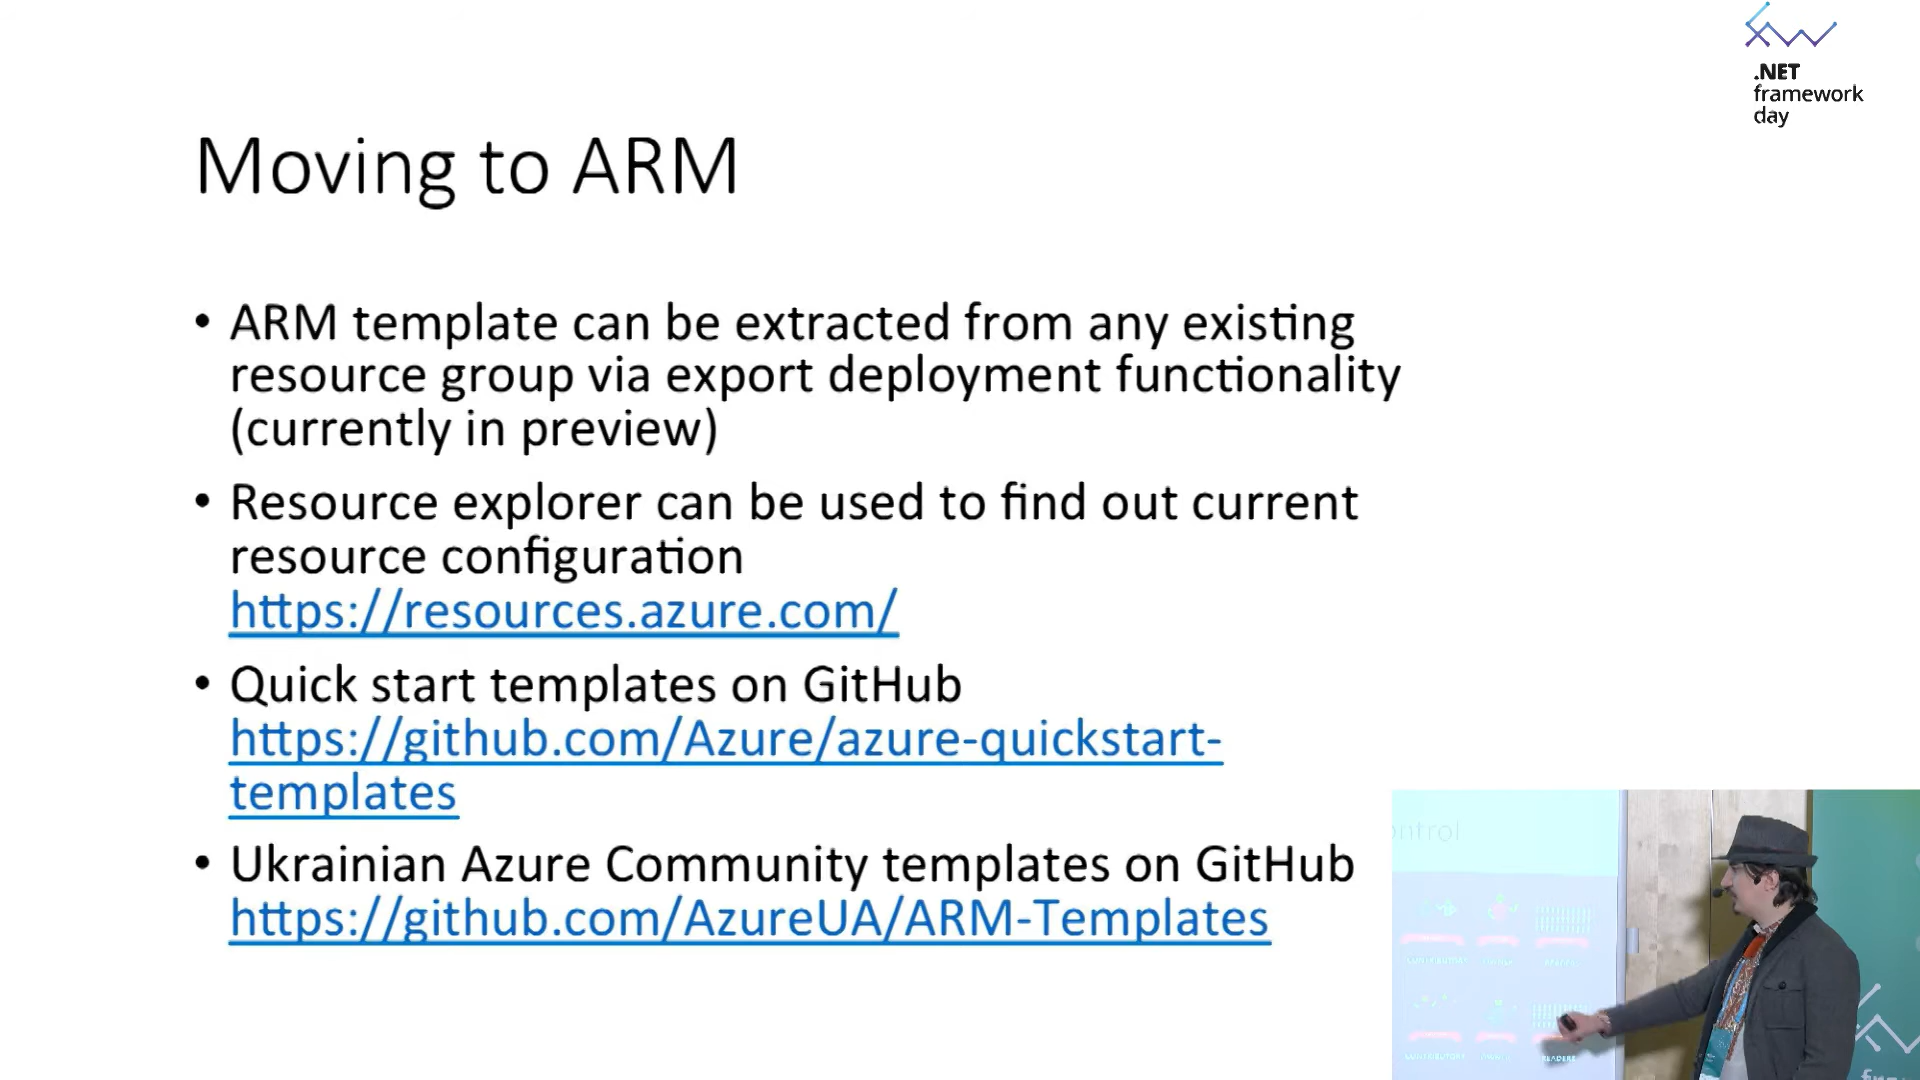 .NET
framework
day
Moving to ARM
• ARM template can be extracted from any existing
resource group via export deployment functionality
(currently in preview)
• Resource explorer can be used to find out current
resource configuration
https://resources.azure.com/
• Quick start templates on GitHub
https://github.com/Azure/azure-quickstart-
templates
• Ukrainian Azure Community templates on GitHub
https://github.com/AzureUA/ARM-Templates
ontrol
READERS